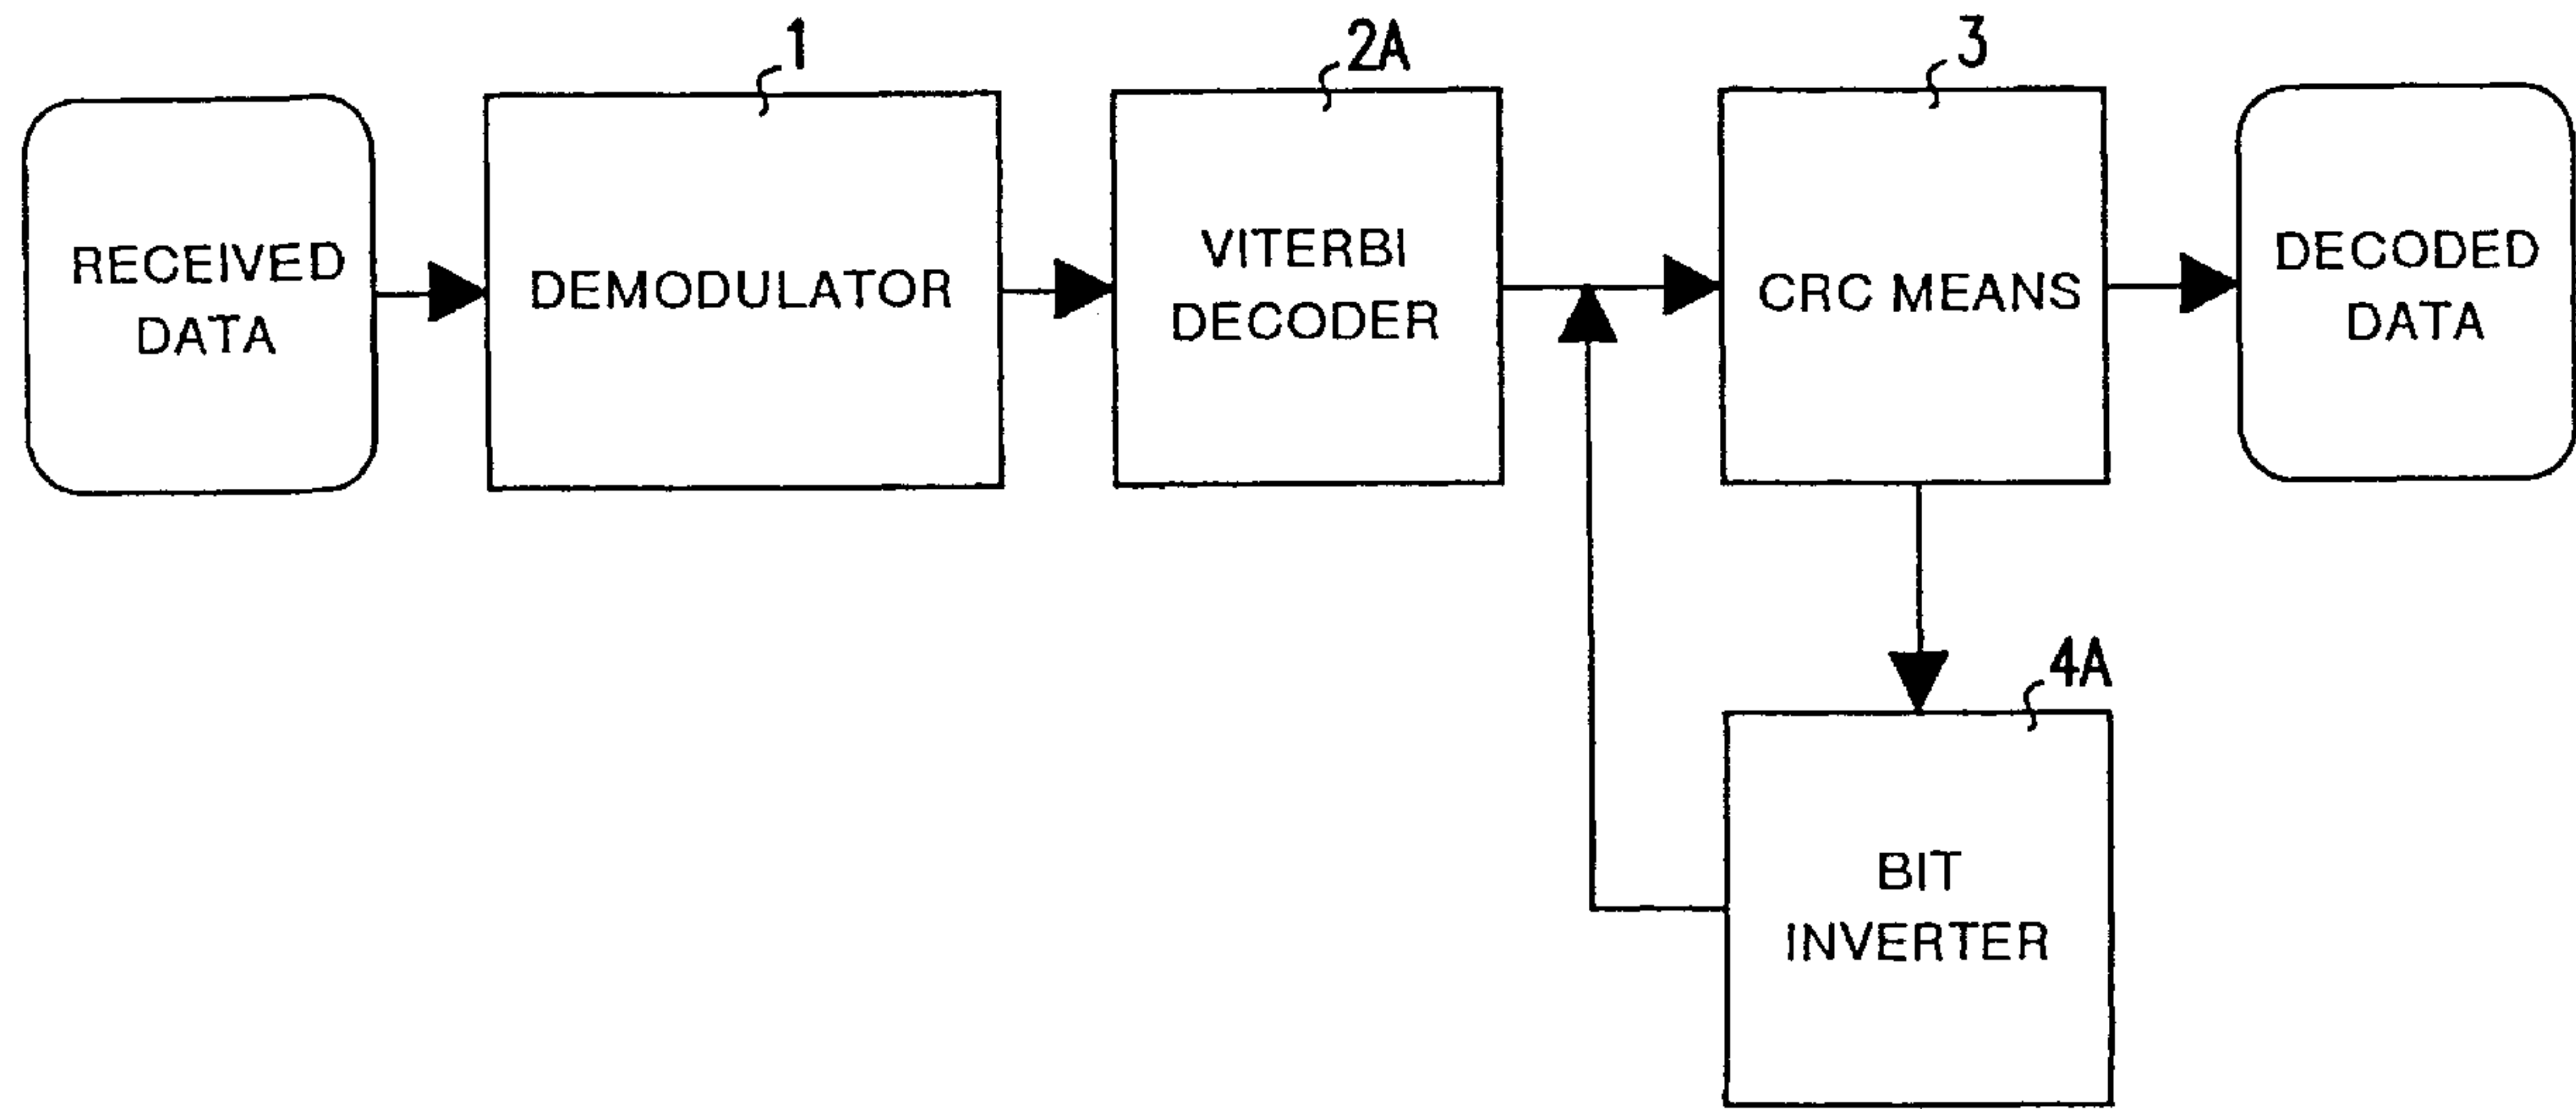 1
2A
3
RECEIVED
DATA
DEMODULATOR
VITERBI
DECODER
CRC MEANS
DECODED
DATA
4A
BIT
INVERTER